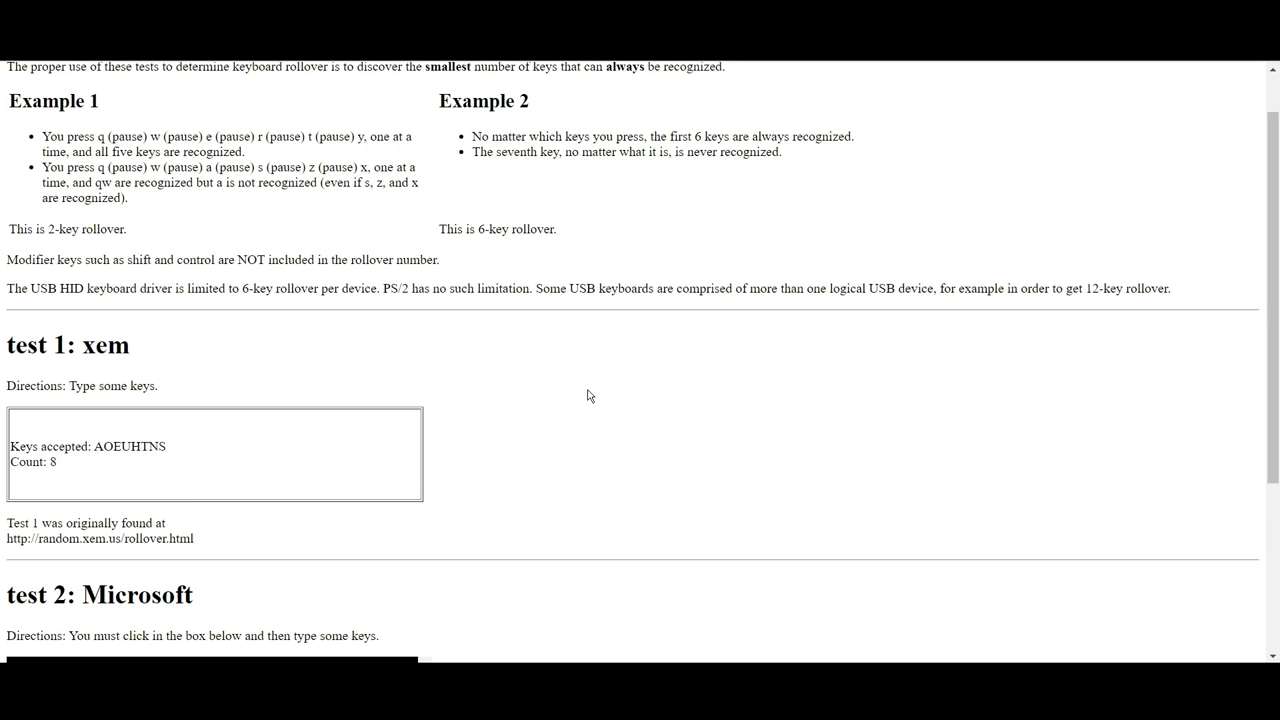 The proper use of these tests to determine keyboard rollover is to discover the smallest number of keys that can always be recognized.
Example 1
• You press q (pause) w (pause) e (pause) r (pause) t (pause) y, one at a
time, and all five keys are recognized.
• You press q (pause) w (pause) a (pause) s (pause) z (pause) x, one at a
time, and qw are recognized but a is not recognized (even if s, z, and x
are recognized).
This is 2-key rollover.
Example 2
• No matter which keys you press, the first 6 keys are always recognized.
• The seventh key, no matter what it is, is never recognized.
This is 6-key rollover.
Modifier keys such as shift and control are NOT included in the rollover number.
The USB HID keyboard driver is limited to 6-key rollover per device. PS/2 has no such limitation. Some USB keyboards are comprised of more than one logical USB device, for example in order to get 12-key rollover.
test 1: xem
Directions: Type some keys.
Keys accepted: AOEUHTNS
Count: 8
Test 1 was originally found at
http://random.xem.us/rollover.html
test 2: Microsoft
Directions: You must click in the box below and then type some keys.